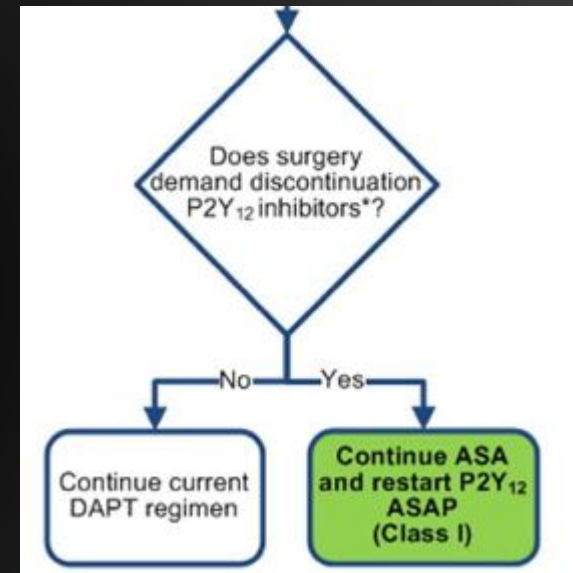 Does surgery
demand discontinuation
P2Y₁₂ inhibitors*?
No
Yes
Continue current
DAPT regimen
Continue ASA
and restart P2Y₁₂
ASAP
(Class I)